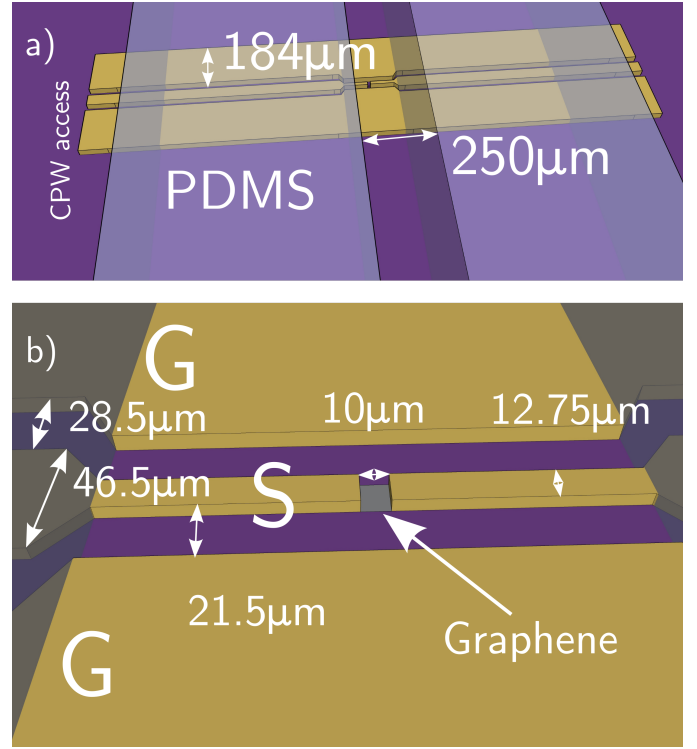 a)
184μm
CPW access
PDMS
250μm
b)
G
28.5μm
10μm
12.75μm
46.5μm
S
21.5μm
Graphene
G